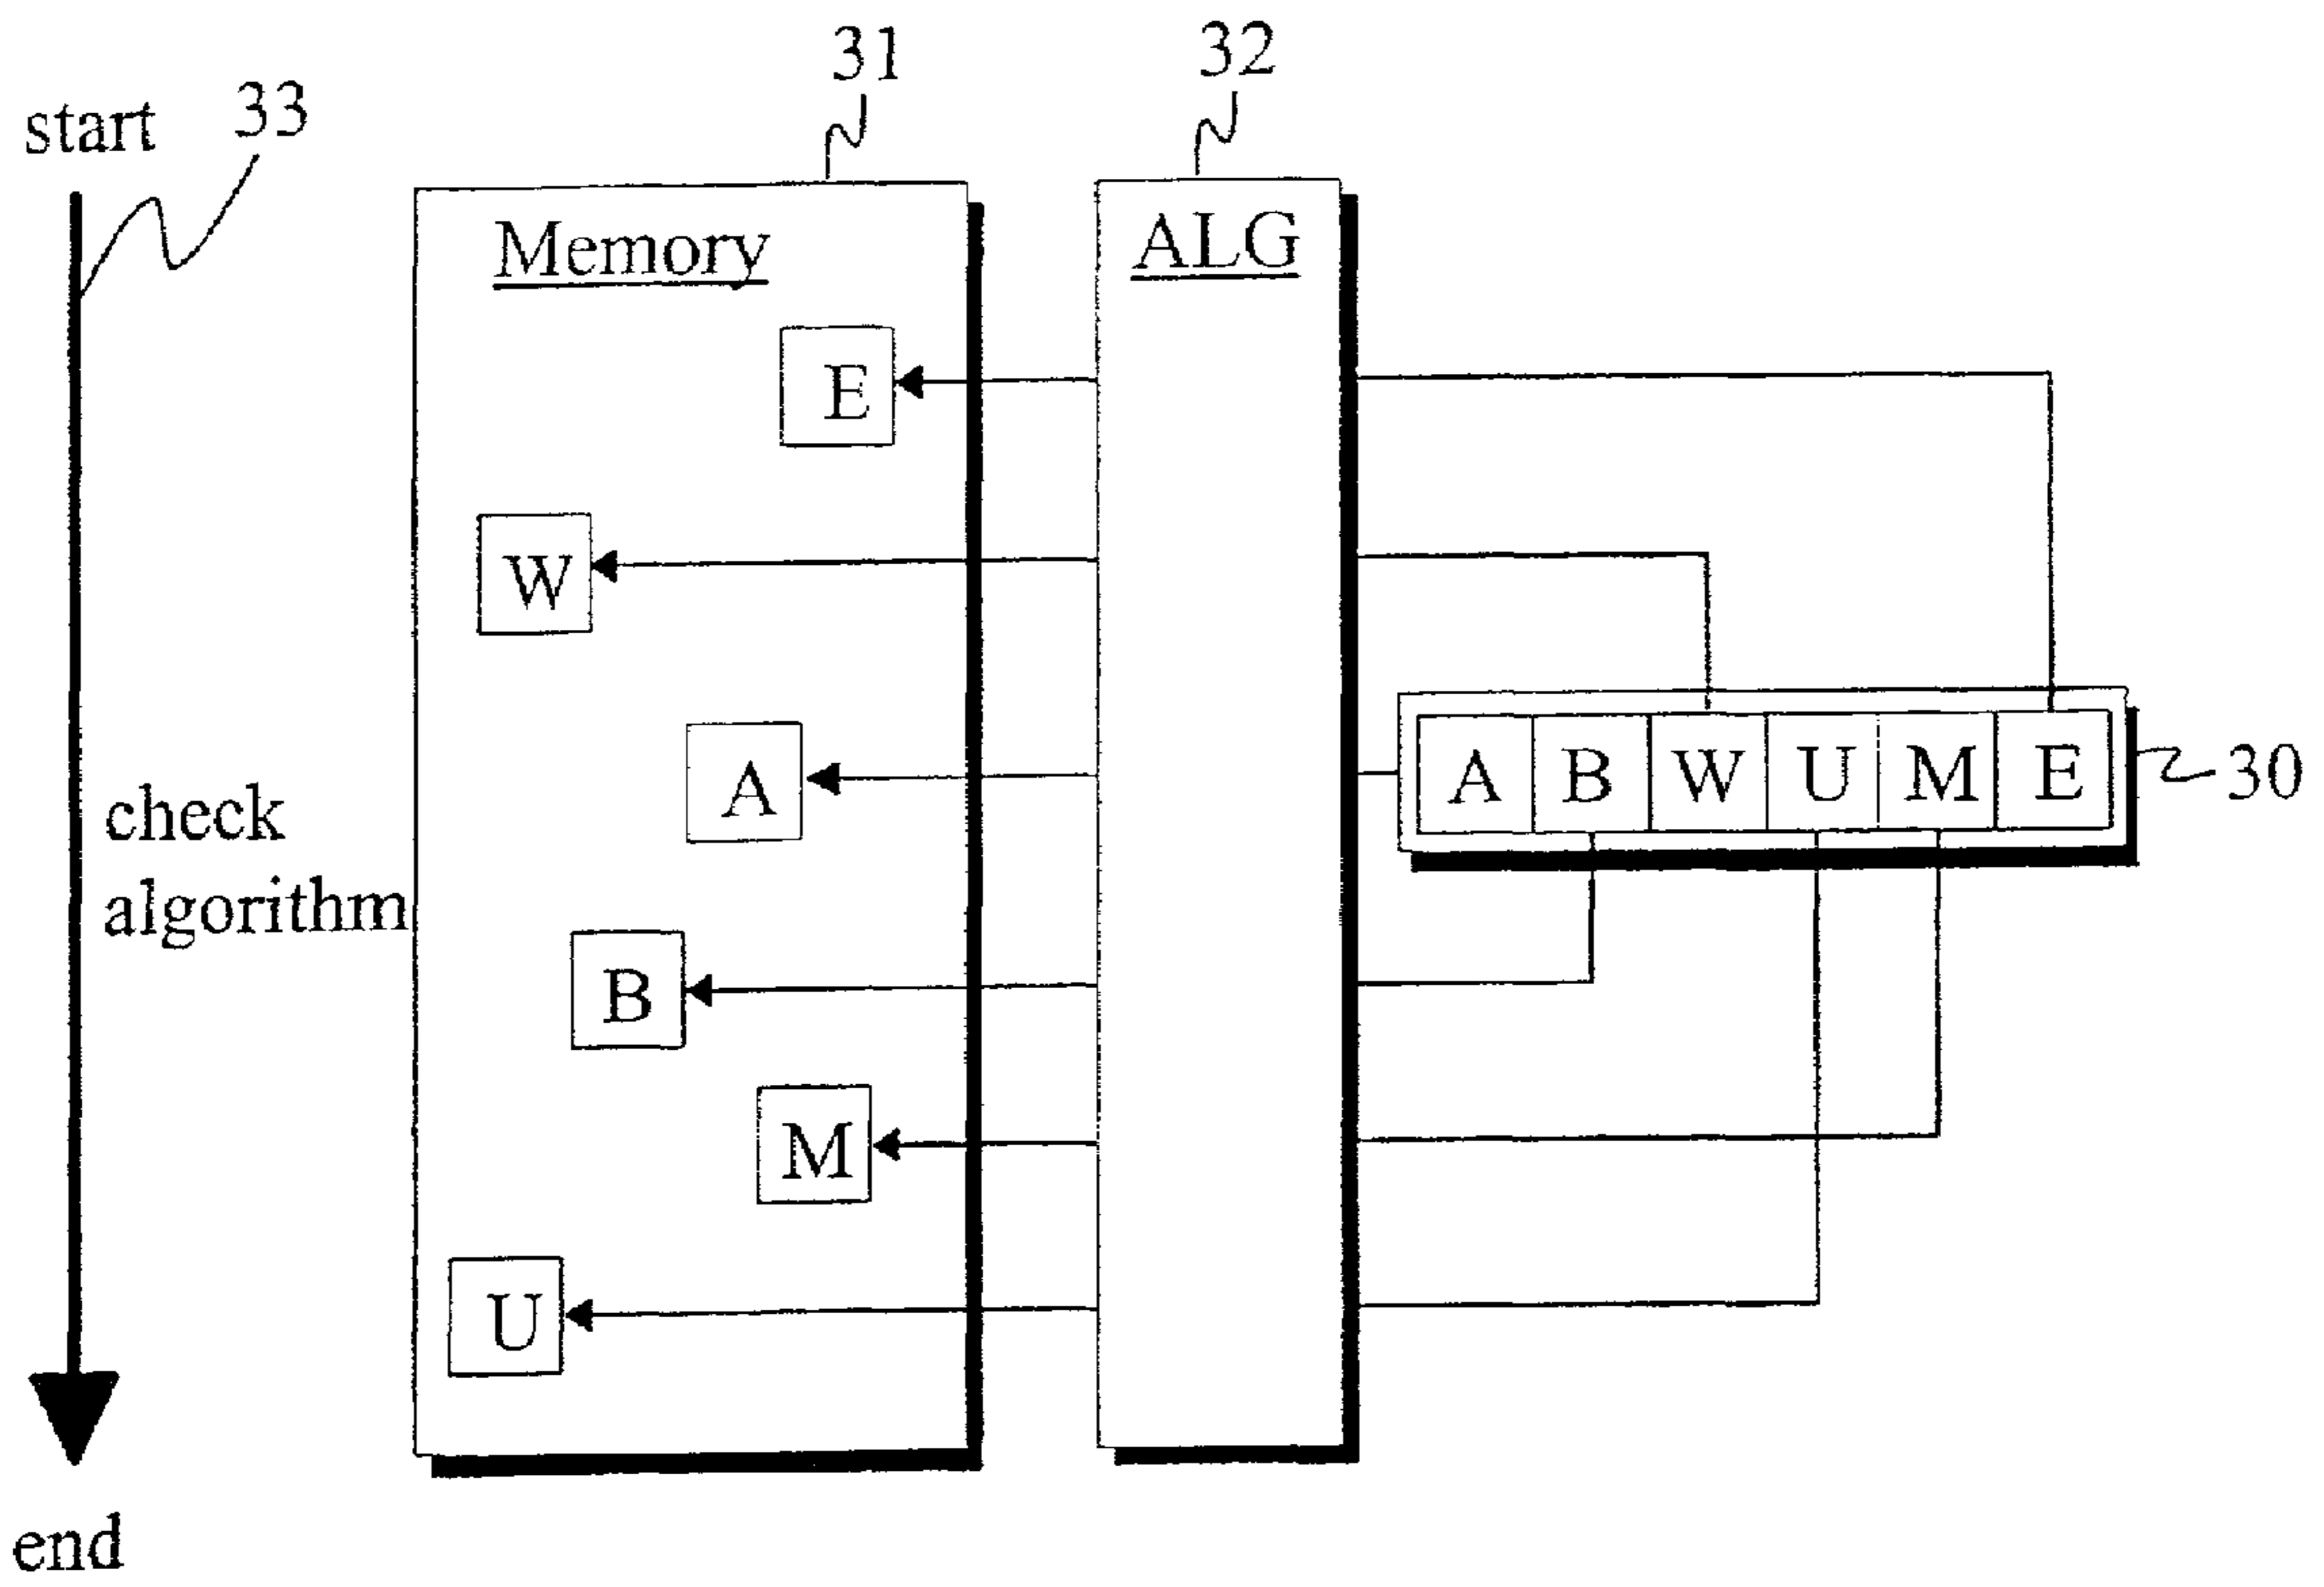 31
32
start
33
Memory
ALG
E
W
A
A B W U M E
30
check
algorithm
B
M
U
end